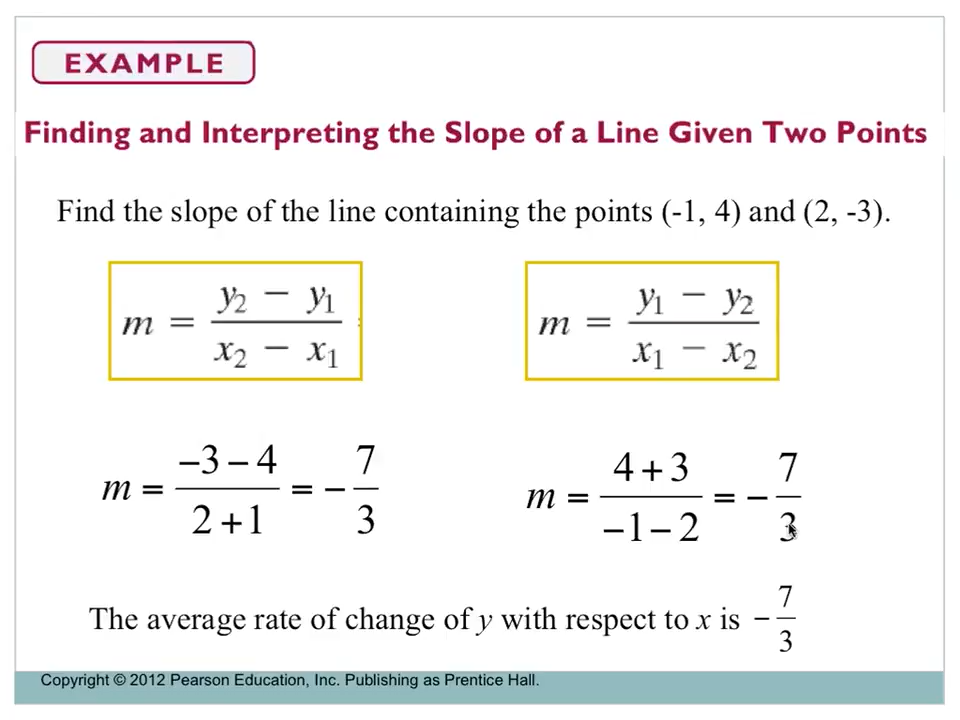 EXAMPLE
Finding and Interpreting the Slope of a Line Given Two Points
Find the slope of the line containing the points (-1, 4) and (2, -3).
m = (y₂ − y₁)/(x₂ − x₁)
m = (y₁ − y₂)/(x₁ − x₂)
m = (−3 − 4)/(2 + 1) = −7/3
m = (4 + 3)/(−1 − 2) = −7/3
The average rate of change of y with respect to x is −7/3
Copyright © 2012 Pearson Education, Inc. Publishing as Prentice Hall.